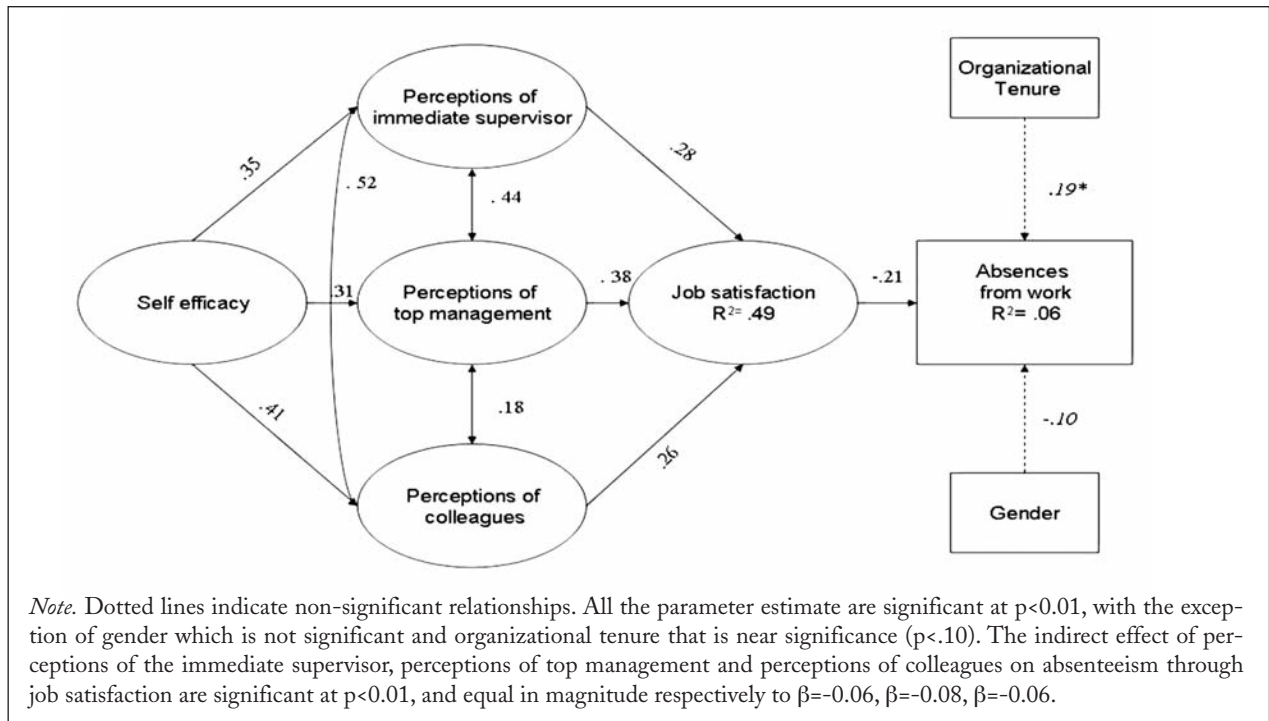 Organizational
Tenure
Perceptions of
immediate supervisor
.35
. 52
.28
. 44
.19*
Self efficacy
.31
Perceptions of
top management
. 38
Job satisfaction
R²= .49
-.21
Absences
from work
R²= .06
.41
.18
.26
-.10
Perceptions of
colleagues
Gender
Note. Dotted lines indicate non-significant relationships. All the parameter estimate are significant at p<0.01, with the excep-
tion of gender which is not significant and organizational tenure that is near significance (p<.10). The indirect effect of per-
ceptions of the immediate supervisor, perceptions of top management and perceptions of colleagues on absenteeism through
job satisfaction are significant at p<0.01, and equal in magnitude respectively to β=-0.06, β=-0.08, β=-0.06.